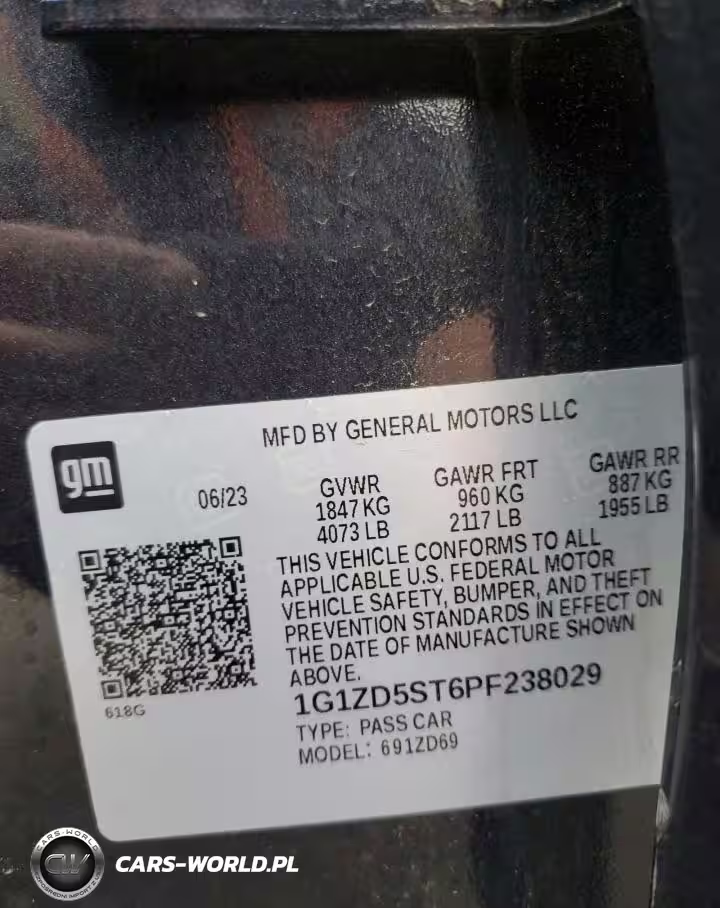 MFD BY GENERAL MOTORS LLC
gm
06/23
GVWR
1847 KG
4073 LB
GAWR FRT
960 KG
2117 LB
GAWR RR
887 KG
1955 LB
THIS VEHICLE CONFORMS TO ALL
APPLICABLE U.S. FEDERAL MOTOR
VEHICLE SAFETY, BUMPER, AND THEFT
PREVENTION STANDARDS IN EFFECT ON
THE DATE OF MANUFACTURE SHOWN
ABOVE.
1G1ZD5ST6PF238029
TYPE: PASS CAR
MODEL: 691ZD69
618G
CARS-WORLD
CW
CARS-WORLD.PL